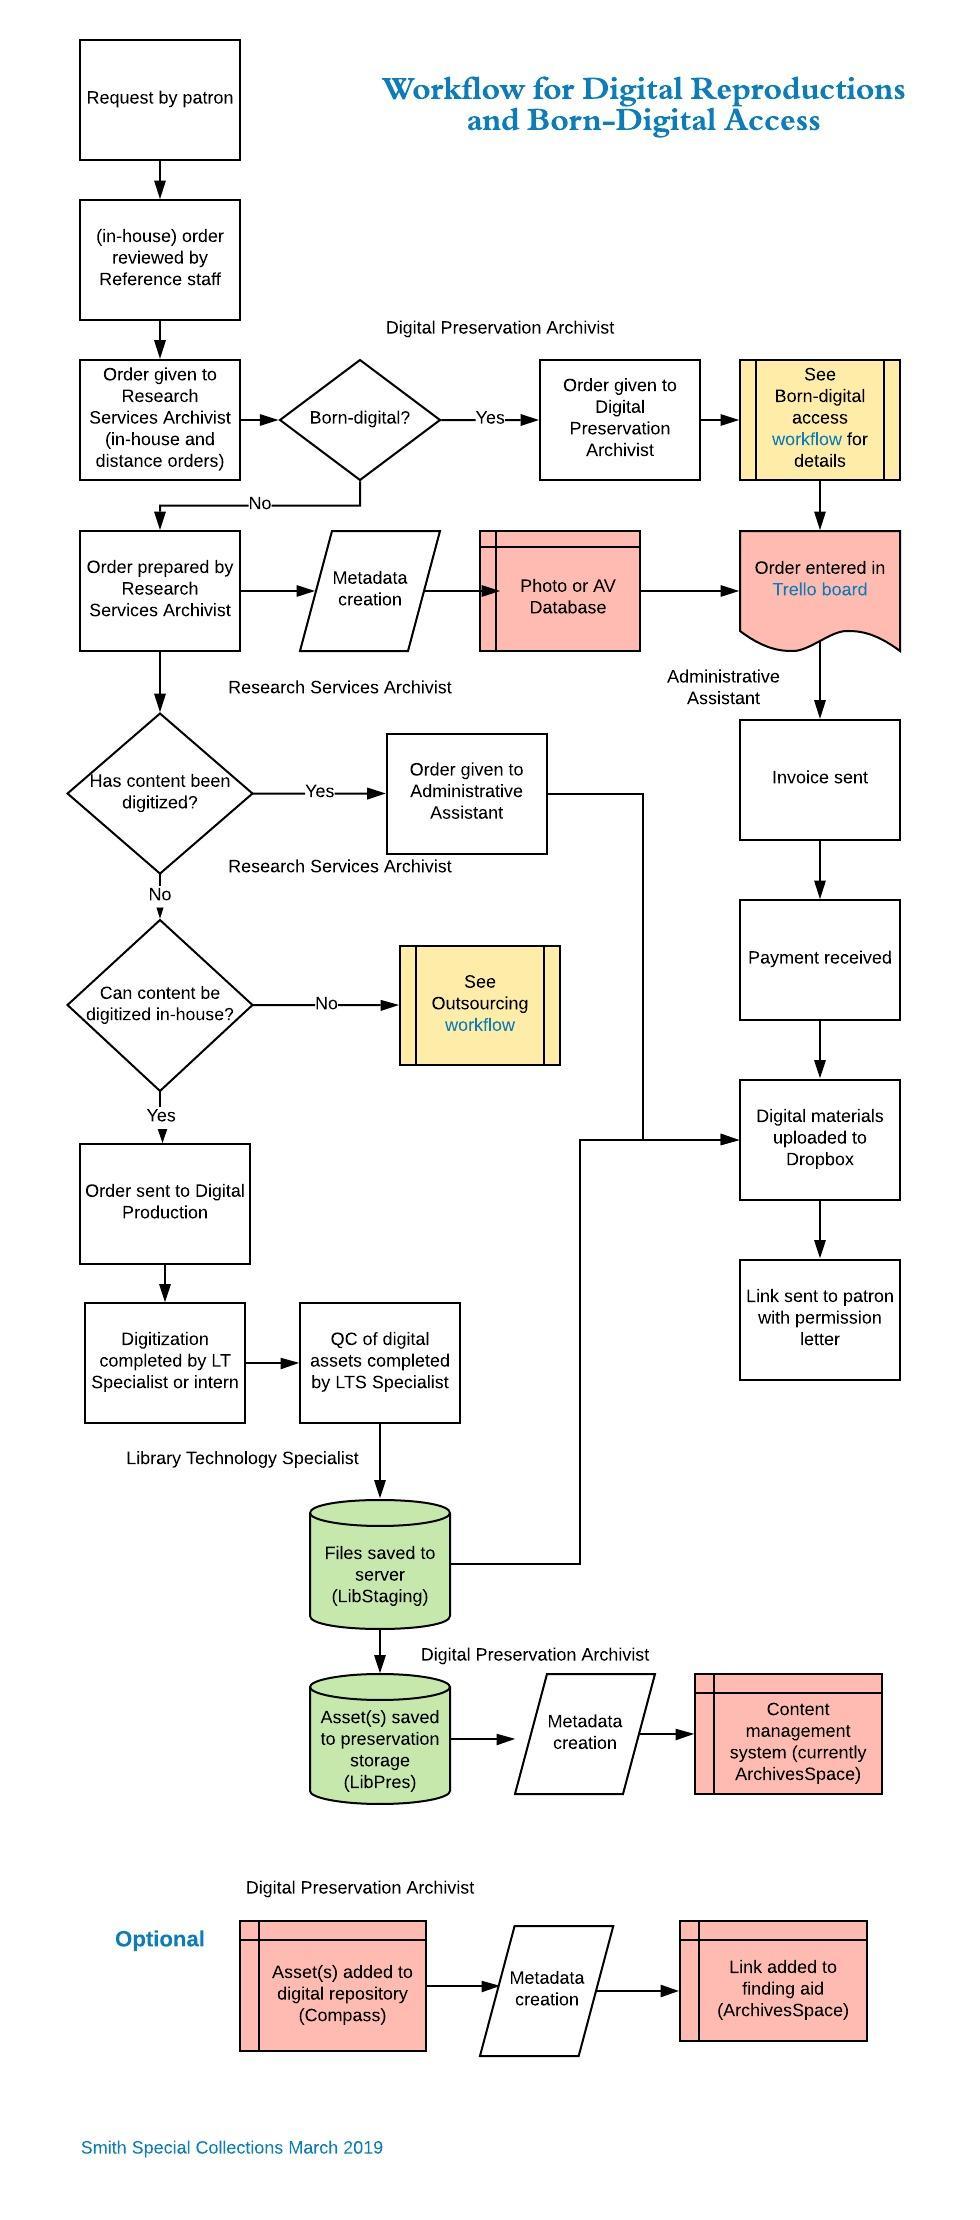 Request by patron
Workflow for Digital Reproductions
and Born-Digital Access
(in-house) order
reviewed by
Reference staff
Digital Preservation Archivist
Order given to
Research
Services Archivist
(in-house and
distance orders)
Born-digital?
Yes
Order given to
Digital
Preservation
Archivist
See
Born-digital
access
workflow for
details
No
Order prepared by
Research
Services Archivist
Metadata
creation
Photo or AV
Database
Order entered in
Trello board
Research Services Archivist
Administrative
Assistant
Has content been
digitized?
Yes
Order given to
Administrative
Assistant
Invoice sent
Research Services Archivist
No
Payment received
Can content be
digitized in-house?
No
See
Outsourcing
workflow
Yes
Digital materials
uploaded to
Dropbox
Order sent to Digital
Production
Link sent to patron
with permission
letter
Digitization
completed by LT
Specialist or intern
QC of digital
assets completed
by LTS Specialist
Library Technology Specialist
Files saved to
server
(LibStaging)
Digital Preservation Archivist
Asset(s) saved
to preservation
storage
(LibPres)
Metadata
creation
Content
management
system (currently
ArchivesSpace)
Digital Preservation Archivist
Optional
Asset(s) added to
digital repository
(Compass)
Metadata
creation
Link added to
finding aid
(ArchivesSpace)
Smith Special Collections March 2019